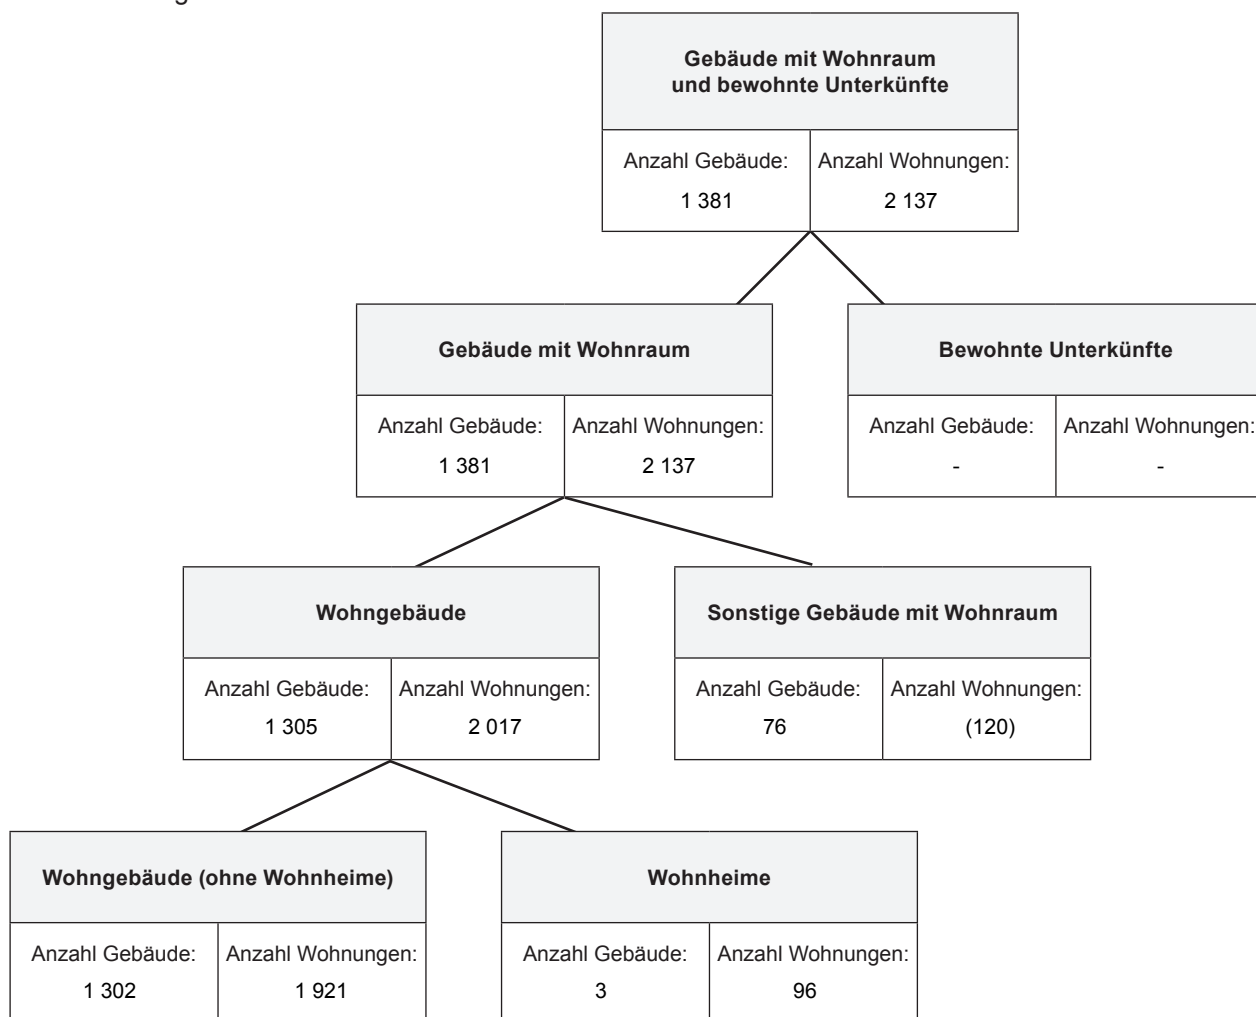 Gebäude mit Wohnraum
und bewohnte Unterkünfte
Anzahl Gebäude: Anzahl Wohnungen:
1 381 2 137
Gebäude mit Wohnraum Bewohnte Unterkünfte
Anzahl Gebäude: Anzahl Wohnungen: Anzahl Gebäude: Anzahl Wohnungen:
1 381 2 137 - -
Wohngebäude Sonstige Gebäude mit Wohnraum
Anzahl Gebäude: Anzahl Wohnungen: Anzahl Gebäude: Anzahl Wohnungen:
1 305 2 017 76 (120)
Wohngebäude (ohne Wohnheime) Wohnheime
Anzahl Gebäude: Anzahl Wohnungen: Anzahl Gebäude: Anzahl Wohnungen:
1 302 1 921 3 96